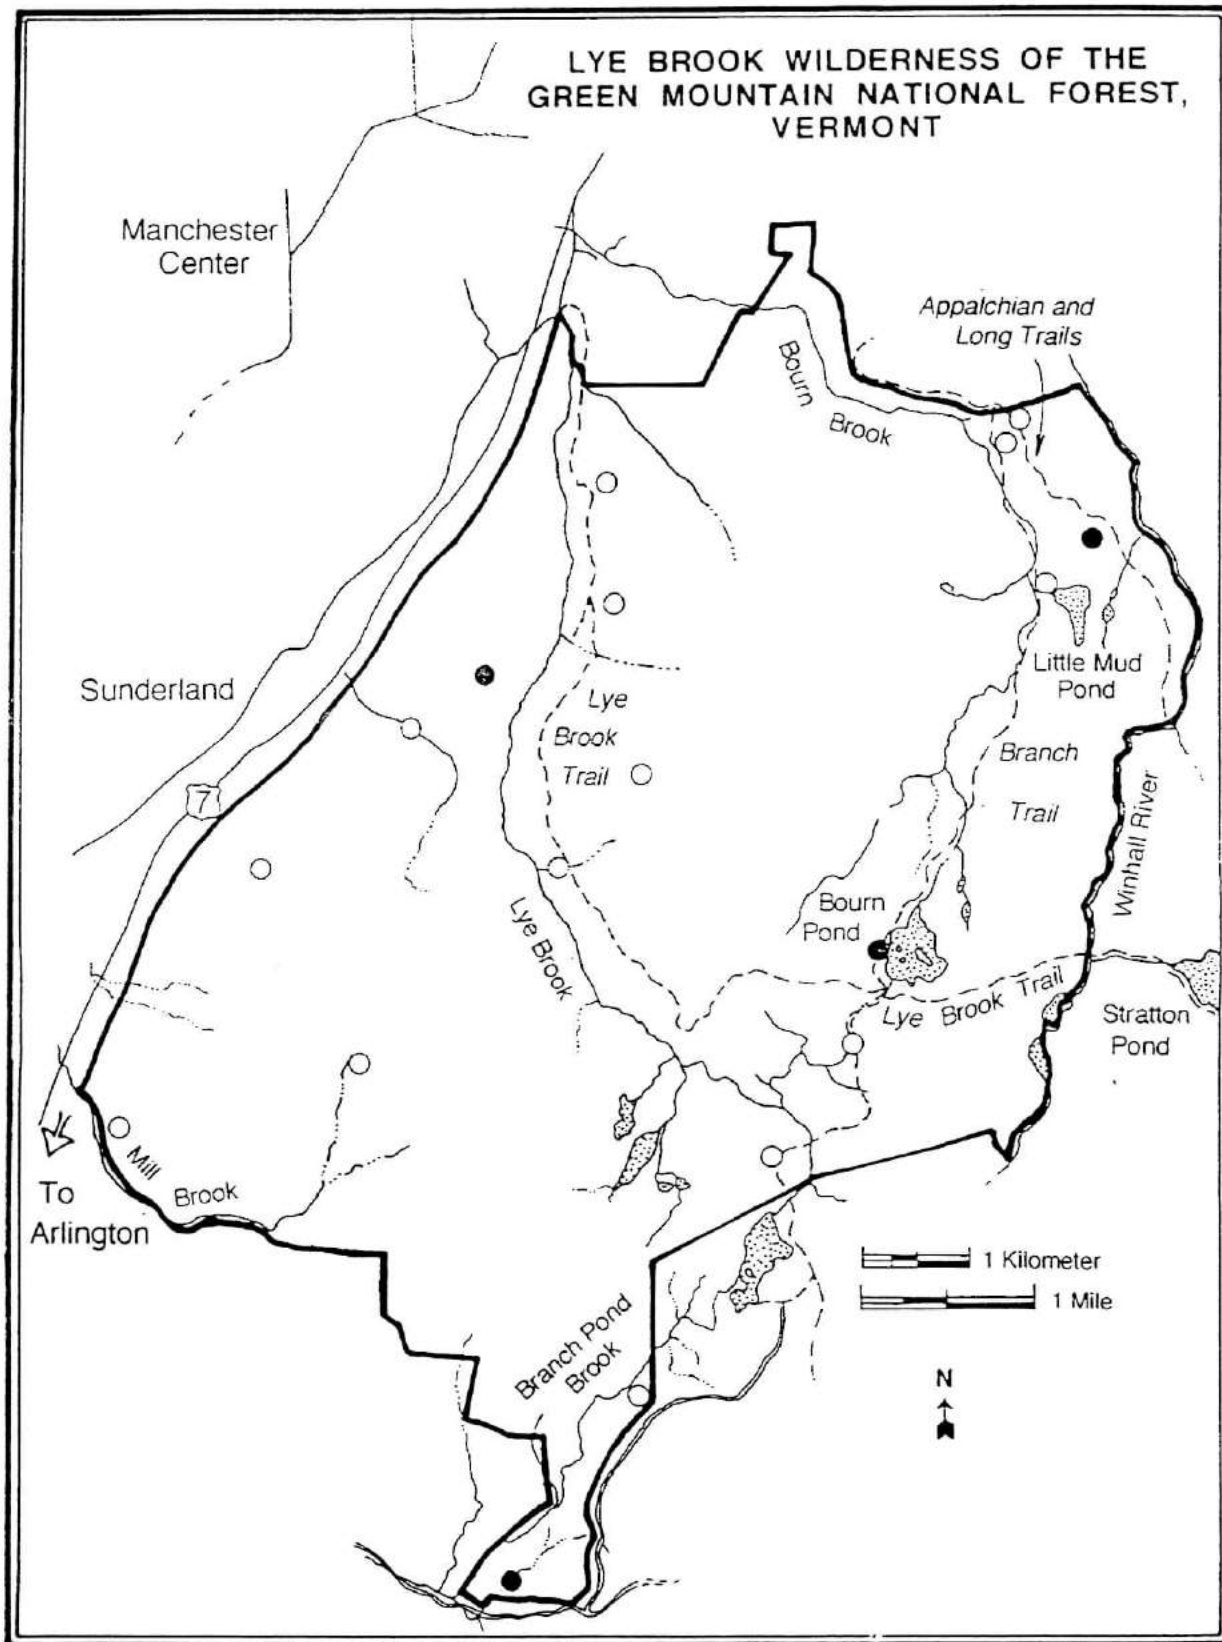 LYE BROOK WILDERNESS OF THE
GREEN MOUNTAIN NATIONAL FOREST,
VERMONT
Manchester
Center
Appalchian and
Long Trails
Bourn
Brook
Sunderland
Little Mud
Pond
Lye
Brook
Trail
Branch
Trail
7
Winhall River
Bourn
Pond
Lye Brook
Lye Brook Trail
Stratton
Pond
Mill
Brook
To
Arlington
1 Kilometer
1 Mile
Branch Pond
Brook
N